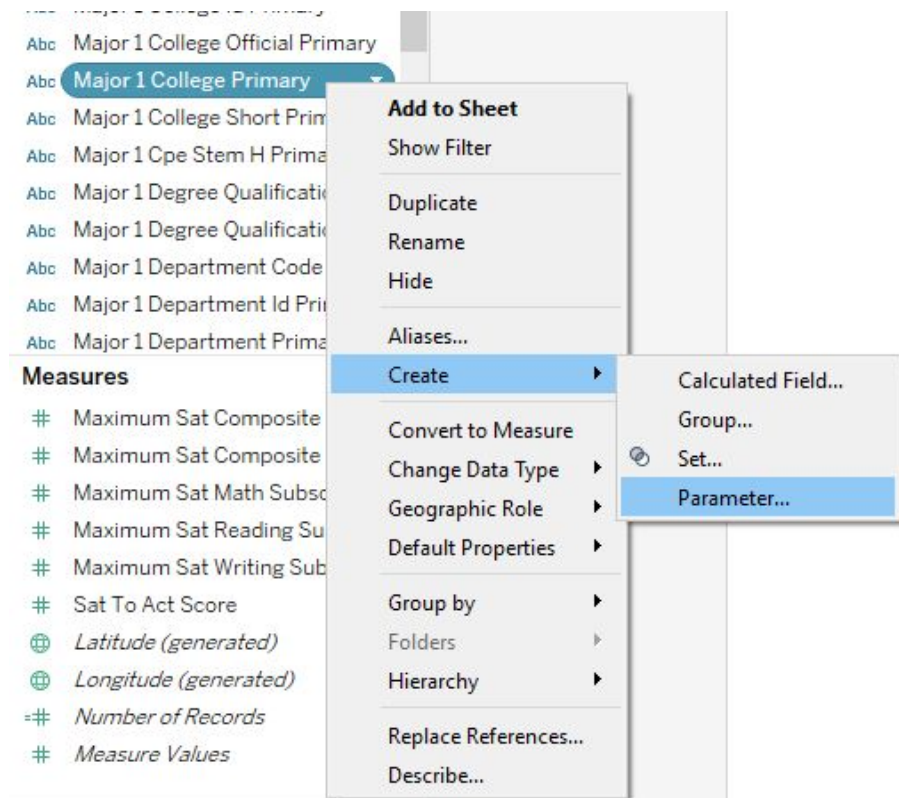 Abc Major 1 College Official Primary
Abc Major 1 College Primary
Abc Major 1 College Short Prim
Abc Major 1 Cpe Stem H Prima
Abc Major 1 Degree Qualificatio
Abc Major 1 Degree Qualificatio
Abc Major 1 Department Code
Abc Major 1 Department Id Pri
Abc Major 1 Department Prima
Measures
# Maximum Sat Composite
# Maximum Sat Composite
# Maximum Sat Math Subsc
# Maximum Sat Reading Su
# Maximum Sat Writing Sub
# Sat To Act Score
Latitude (generated)
Longitude (generated)
=# Number of Records
# Measure Values
Add to Sheet
Show Filter
Duplicate
Rename
Hide
Aliases...
Create
Convert to Measure
Change Data Type
Geographic Role
Default Properties
Group by
Folders
Hierarchy
Replace References...
Describe...
Calculated Field...
Group...
Set...
Parameter...